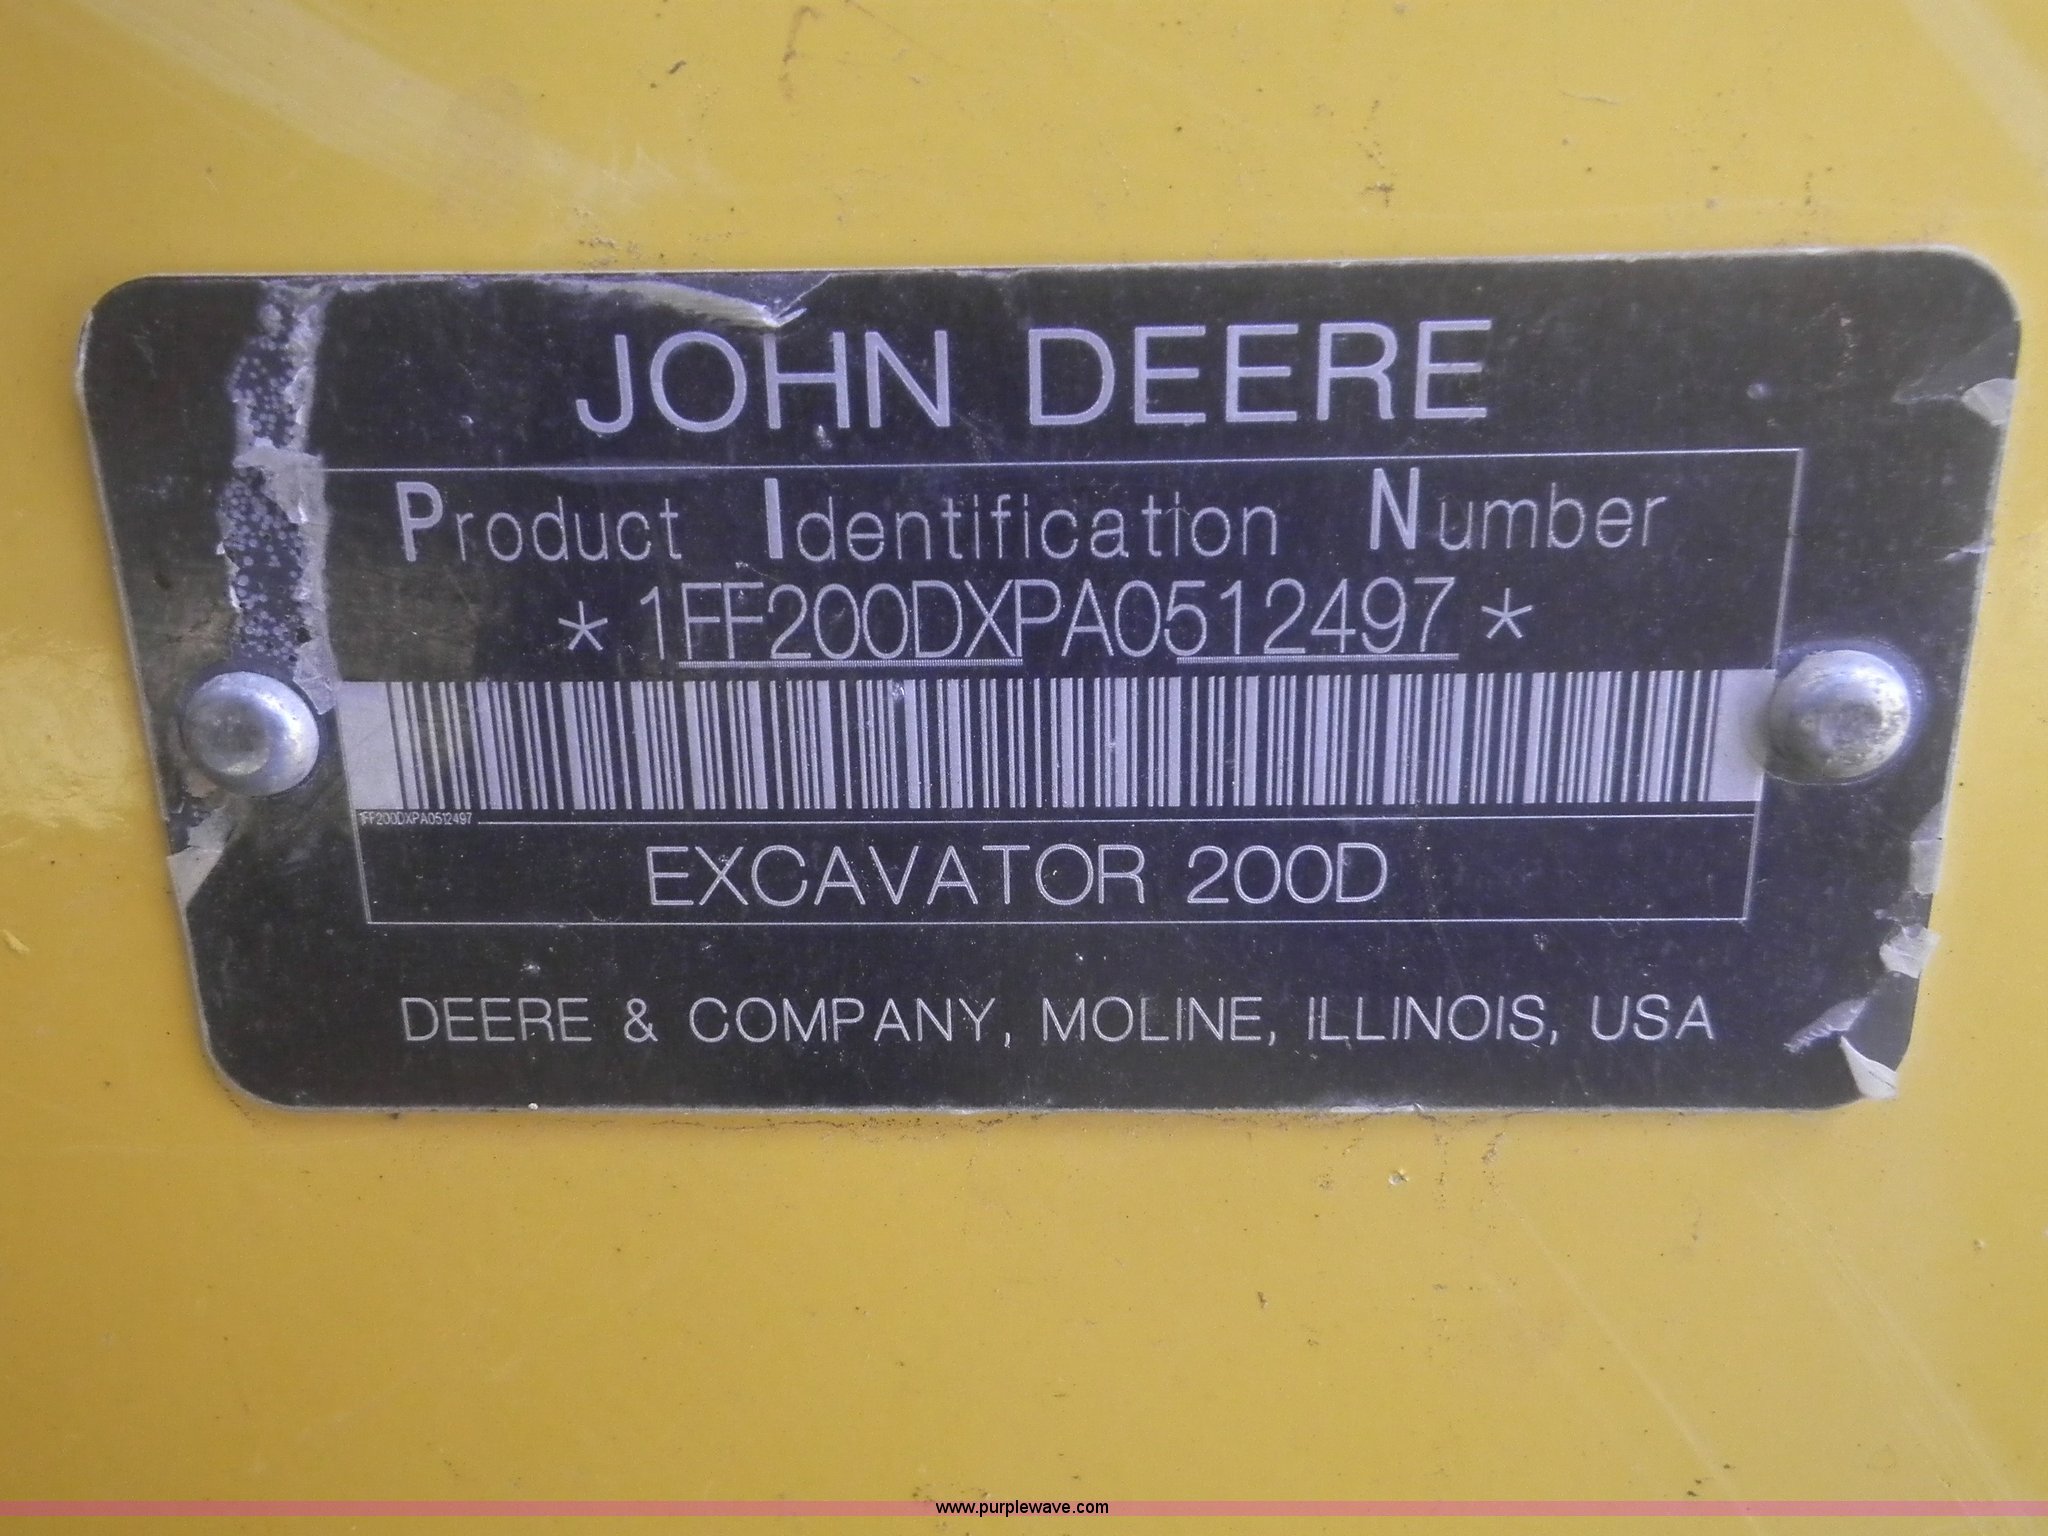 JOHN DEERE
Product Identification Number
* 1FF200DXPA0512497 *
1FF200DXPA0512497
EXCAVATOR 200D
DEERE & COMPANY, MOLINE, ILLINOIS, USA
www.purplewave.com